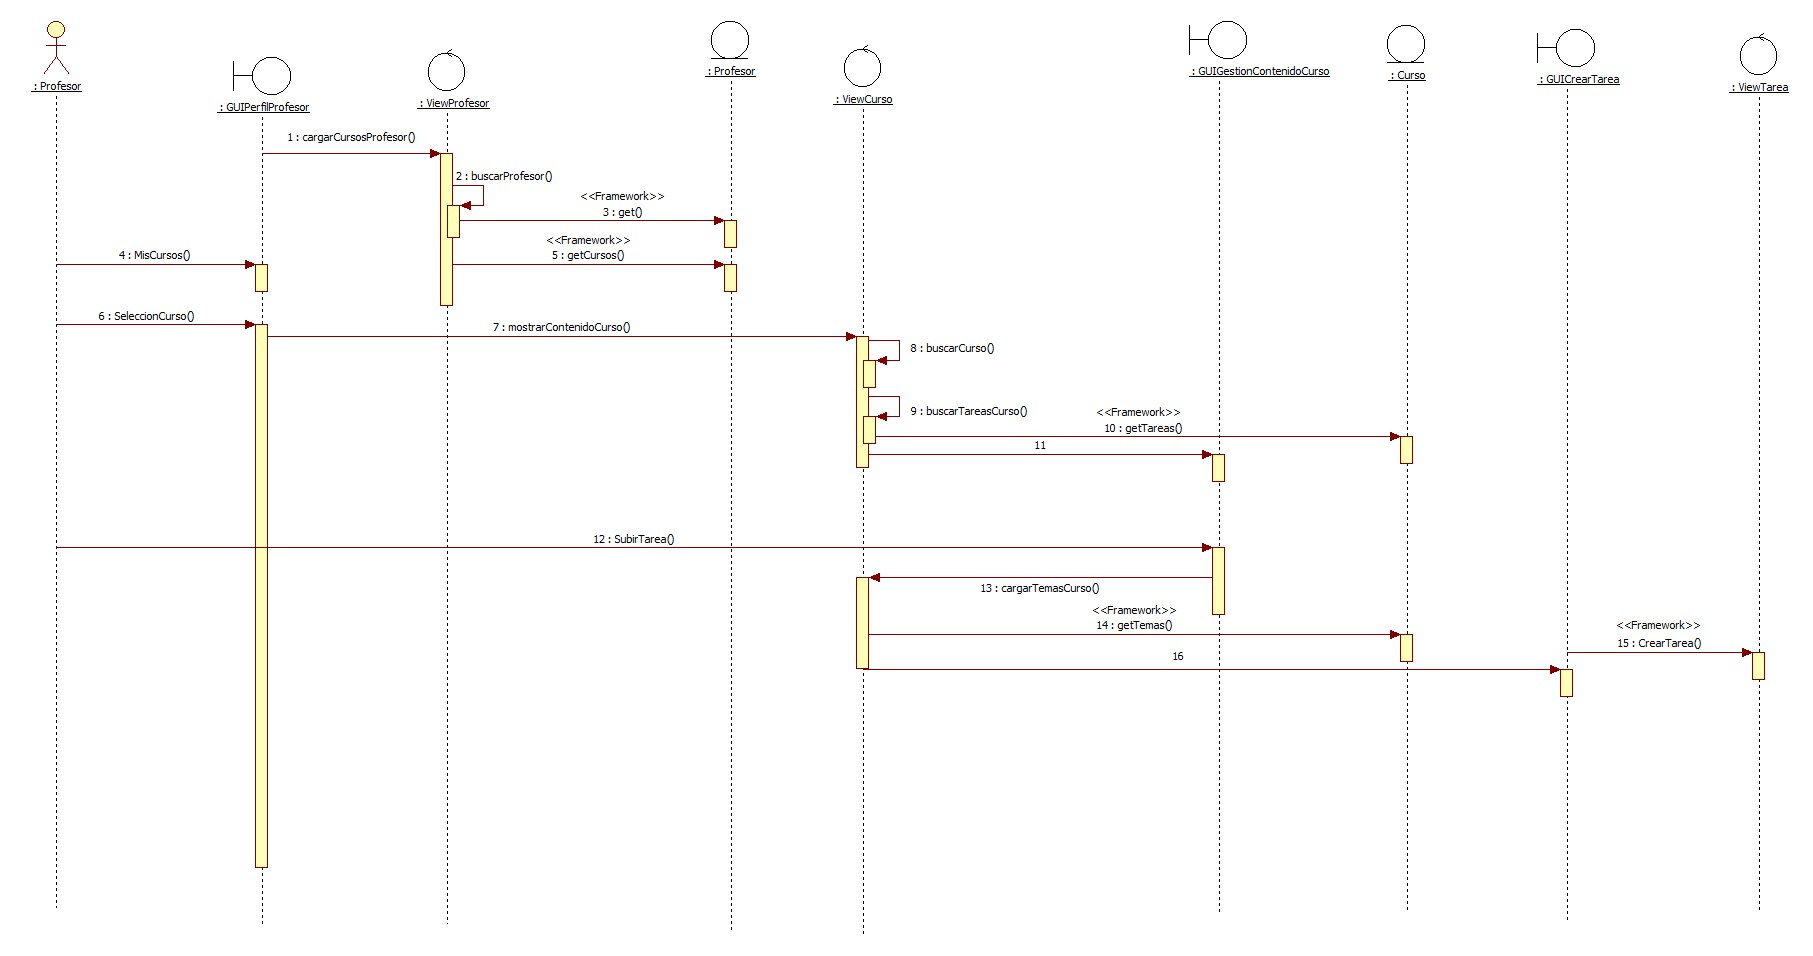 : Profesor
: GUIPerfilProfesor
: ViewProfesor
: Profesor
: ViewCurso
: GUIGestionContenidoCurso
: Curso
: GUICrearTarea
: ViewTarea
1 : cargarCursosProfesor()
2 : buscarProfesor()
<<Framework>>
3 : get()
<<Framework>>
4 : MisCursos()
5 : getCursos()
6 : SeleccionCurso()
7 : mostrarContenidoCurso()
8 : buscarCurso()
9 : buscarTareasCurso()
<<Framework>>
10 : getTareas()
11
12 : SubirTarea()
13 : cargarTemasCurso()
<<Framework>>
14 : getTemas()
<<Framework>>
15 : CrearTarea()
16